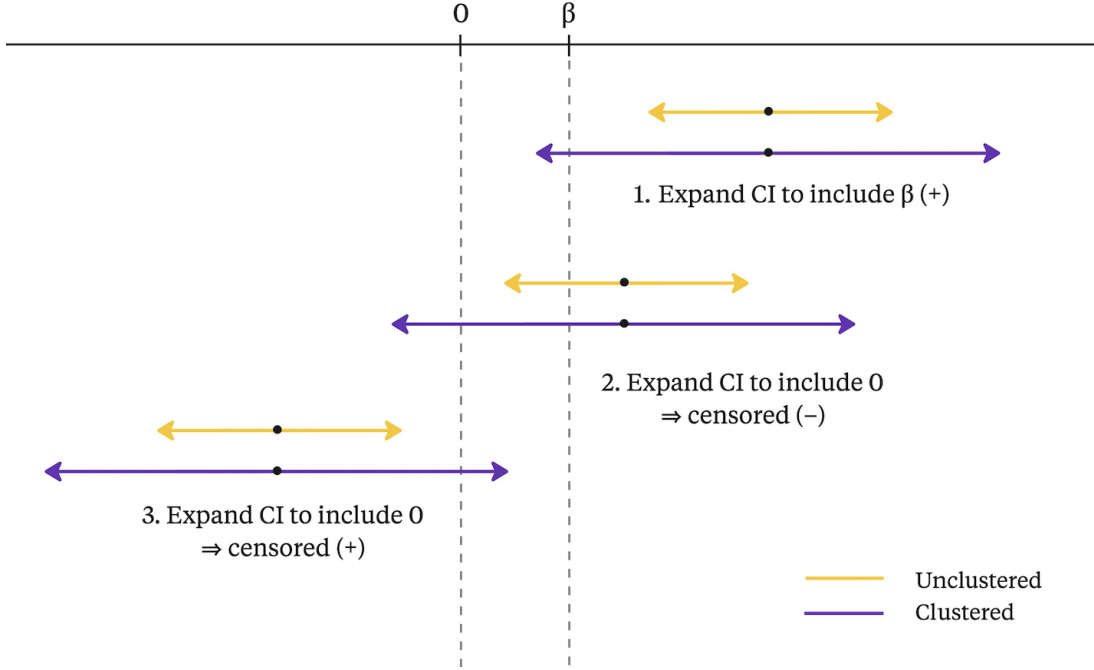 0 β
1. Expand CI to include β (+)
2. Expand CI to include 0
⇒ censored (−)
3. Expand CI to include 0
⇒ censored (+)
Unclustered
Clustered